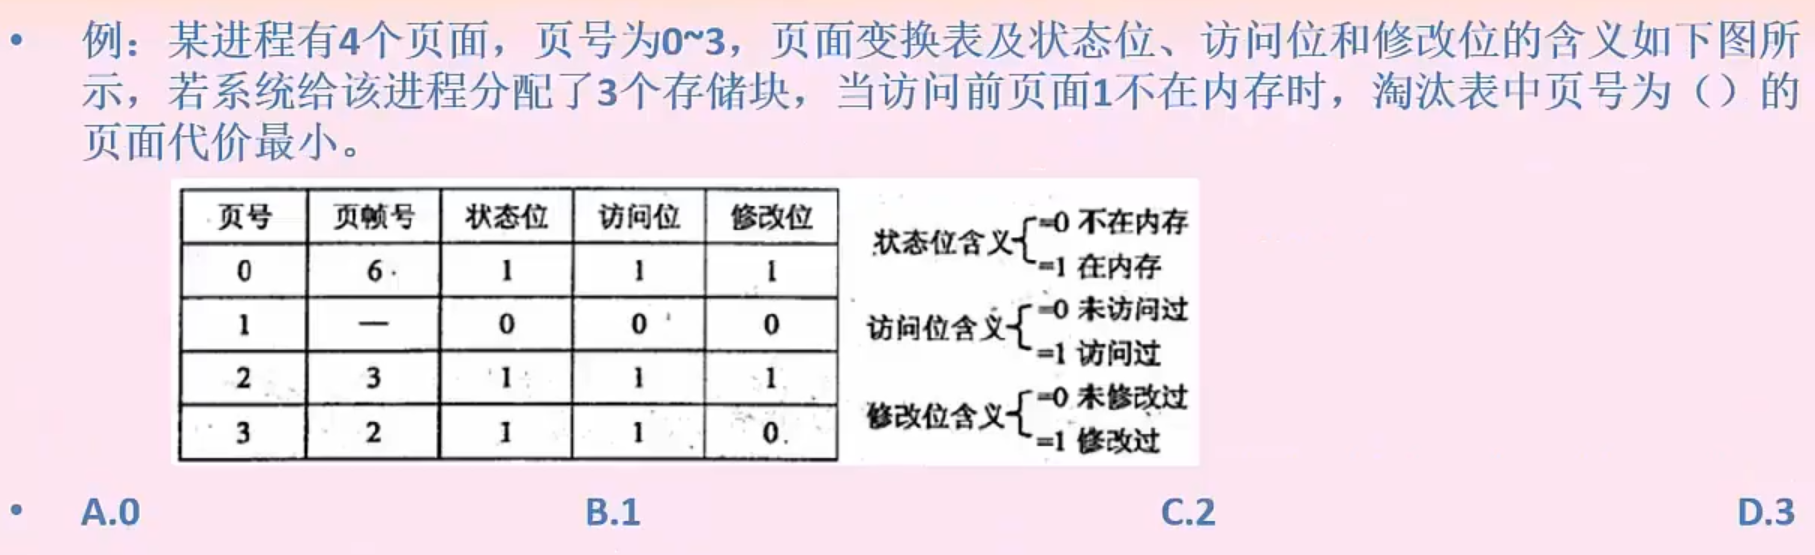 • 例：某进程有4个页面，页号为0~3，页面变换表及状态位、访问位和修改位的含义如下图所
示，若系统给该进程分配了3个存储块，当访问前页面1不在内存时，淘汰表中页号为（）的
页面代价最小。
页号 页帧号 状态位 访问位 修改位
0 6 1 1 1
1 — 0 0 0
2 3 1 1 1
3 2 1 1 0
状态位含义 =0 不在内存
=1 在内存
访问位含义 =0 未访问过
=1 访问过
修改位含义 =0 未修改过
=1 修改过
• A.0 B.1 C.2 D.3